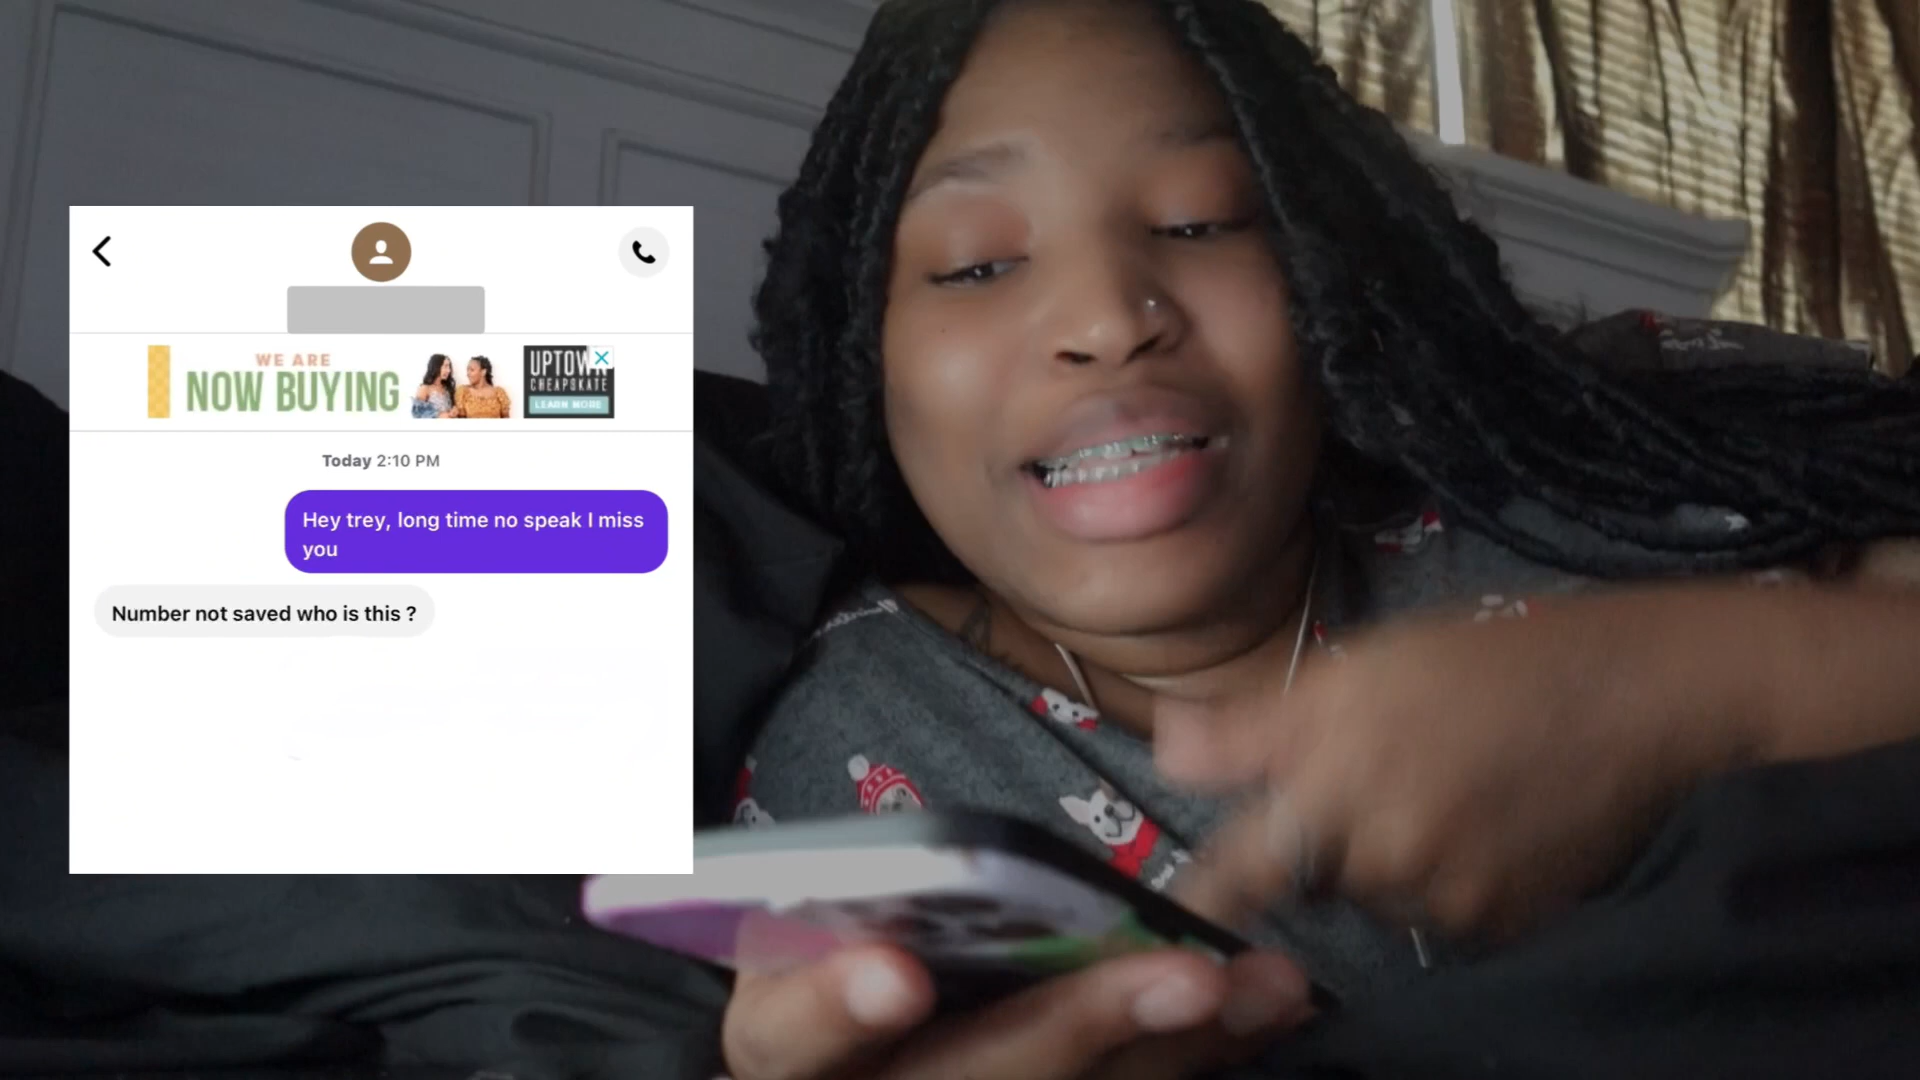 WE ARE
NOW BUYING
UPTOWN
CHEAPSKATE
LEARN MORE
Today 2:10 PM
Hey trey, long time no speak I miss
you
Number not saved who is this ?